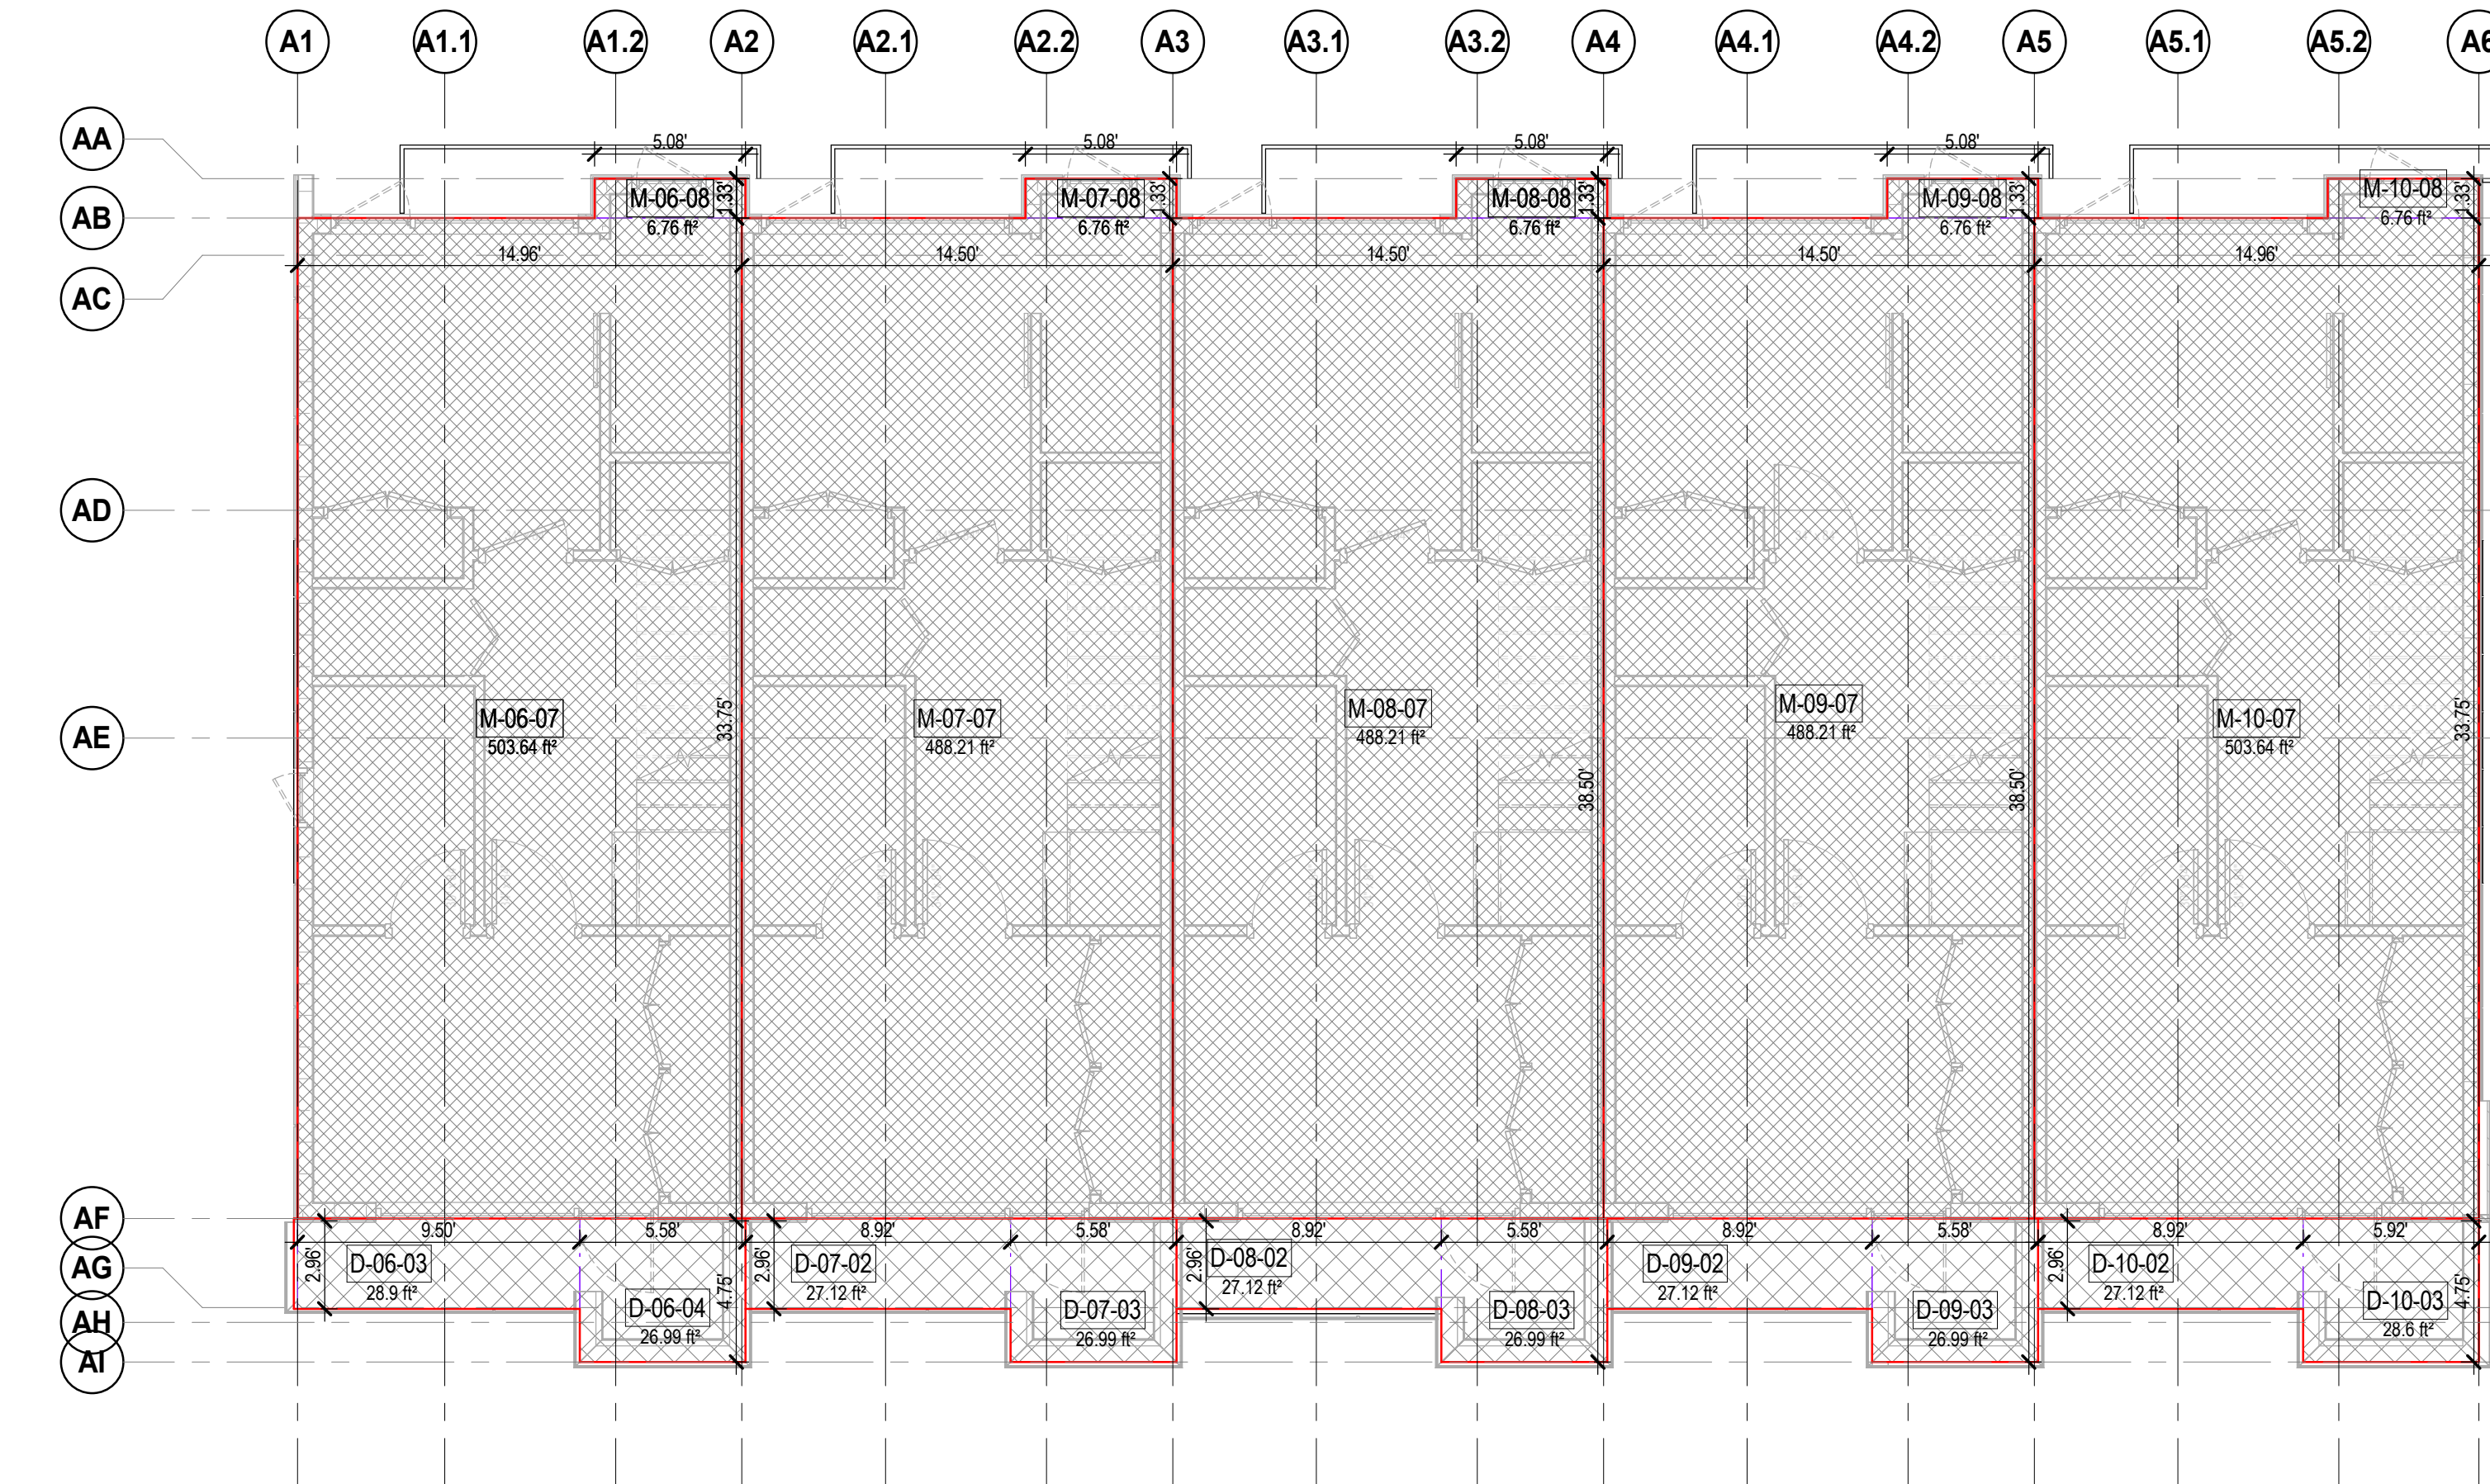 A1 A1.1 A1.2 A2 A2.1 A2.2 A3 A3.1 A3.2 A4 A4.1 A4.2 A5 A5.1 A5.2
AA
5.08' 5.08' 5.08' 5.08'
M-06-08 1.33' M-07-08 1.33' M-08-08 1.33' M-09-08 1.33' M-10-08 1.33'
AB
6.76 ft² 6.76 ft² 6.76 ft² 6.76 ft² 6.76 ft²
14.96' 14.50' 14.50' 14.50' 14.96'
AC
AD
M-06-07 M-07-07 M-08-07 M-09-07 M-10-07
503.64 ft² 488.21 ft² 488.21 ft² 488.21 ft² 503.64 ft²
33.75' 33.75'
AE
38.50' 38.50'
AF
9.50' 5.58' 8.92' 5.58' 8.92' 5.58' 8.92' 5.58' 8.92' 5.92'
AG
2.96' D-06-03 2.96' D-07-02 2.96' D-08-02 D-09-02 2.96' D-10-02
28.9 ft² 27.12 ft² 27.12 ft² 27.12 ft² 27.12 ft²
4.75' 4.75'
D-06-04 D-07-03 D-08-03 D-09-03 D-10-03
AH
26.99 ft² 26.99 ft² 26.99 ft² 26.99 ft² 28.6 ft²
AI